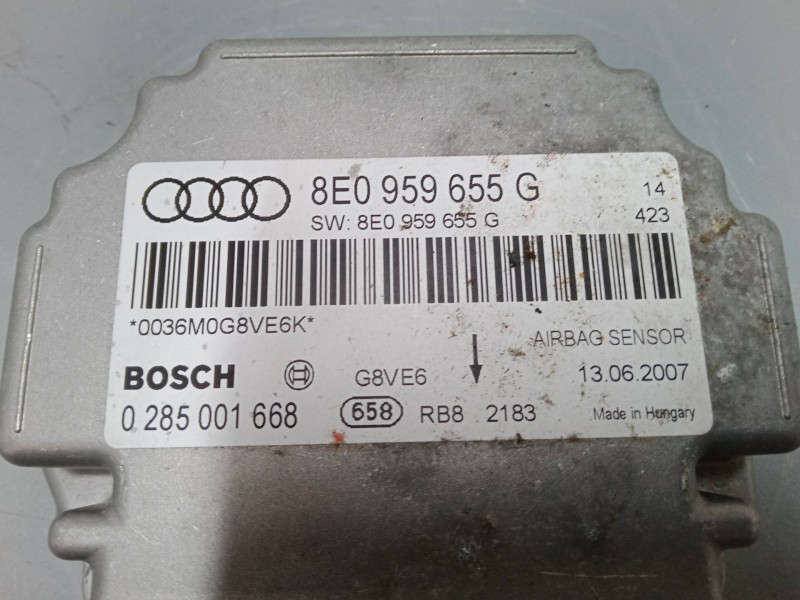 8E0 959 655 G 14
SW: 8E0 959 655 G 423
*0036M0G8VE6K*
AIRBAG SENSOR
BOSCH G8VE6 13.06.2007
0 285 001 668 658 RB8 2183 Made in Hungary